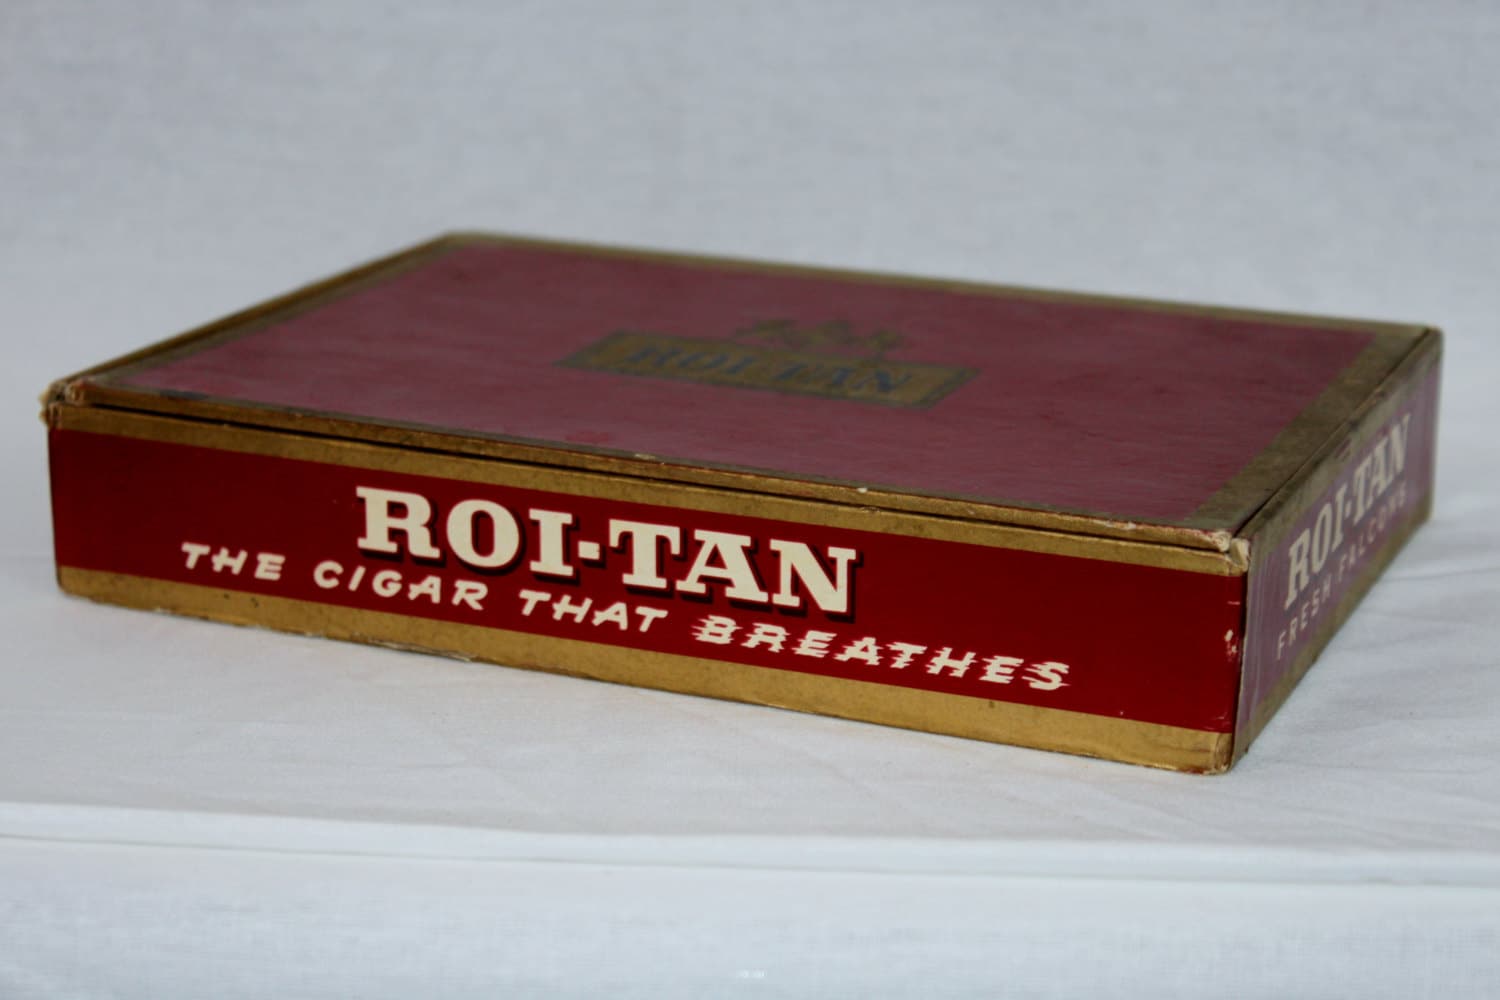 ROI-TAN
ROI-TAN
THE CIGAR THAT BREATHES
ROI-TAN
FRESH FALCONS